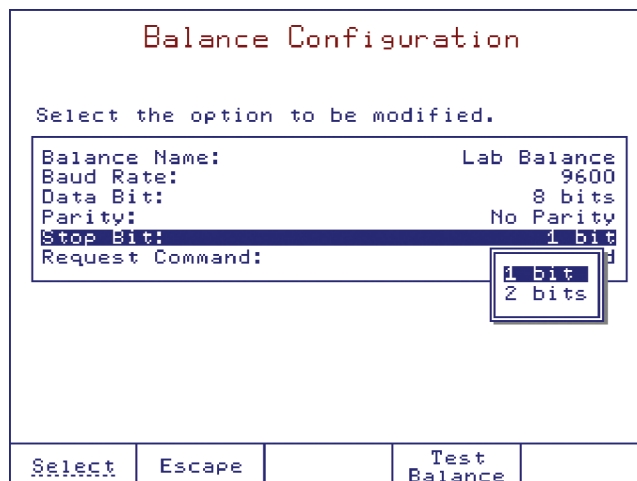 Balance Configuration
Select the option to be modified.
Balance Name: Lab Balance
Baud Rate: 9600
Data Bit: 8 bits
Parity: No Parity
Stop Bit: 1 bit
Request Command:
1 bit
2 bits
Select Escape Test Balance